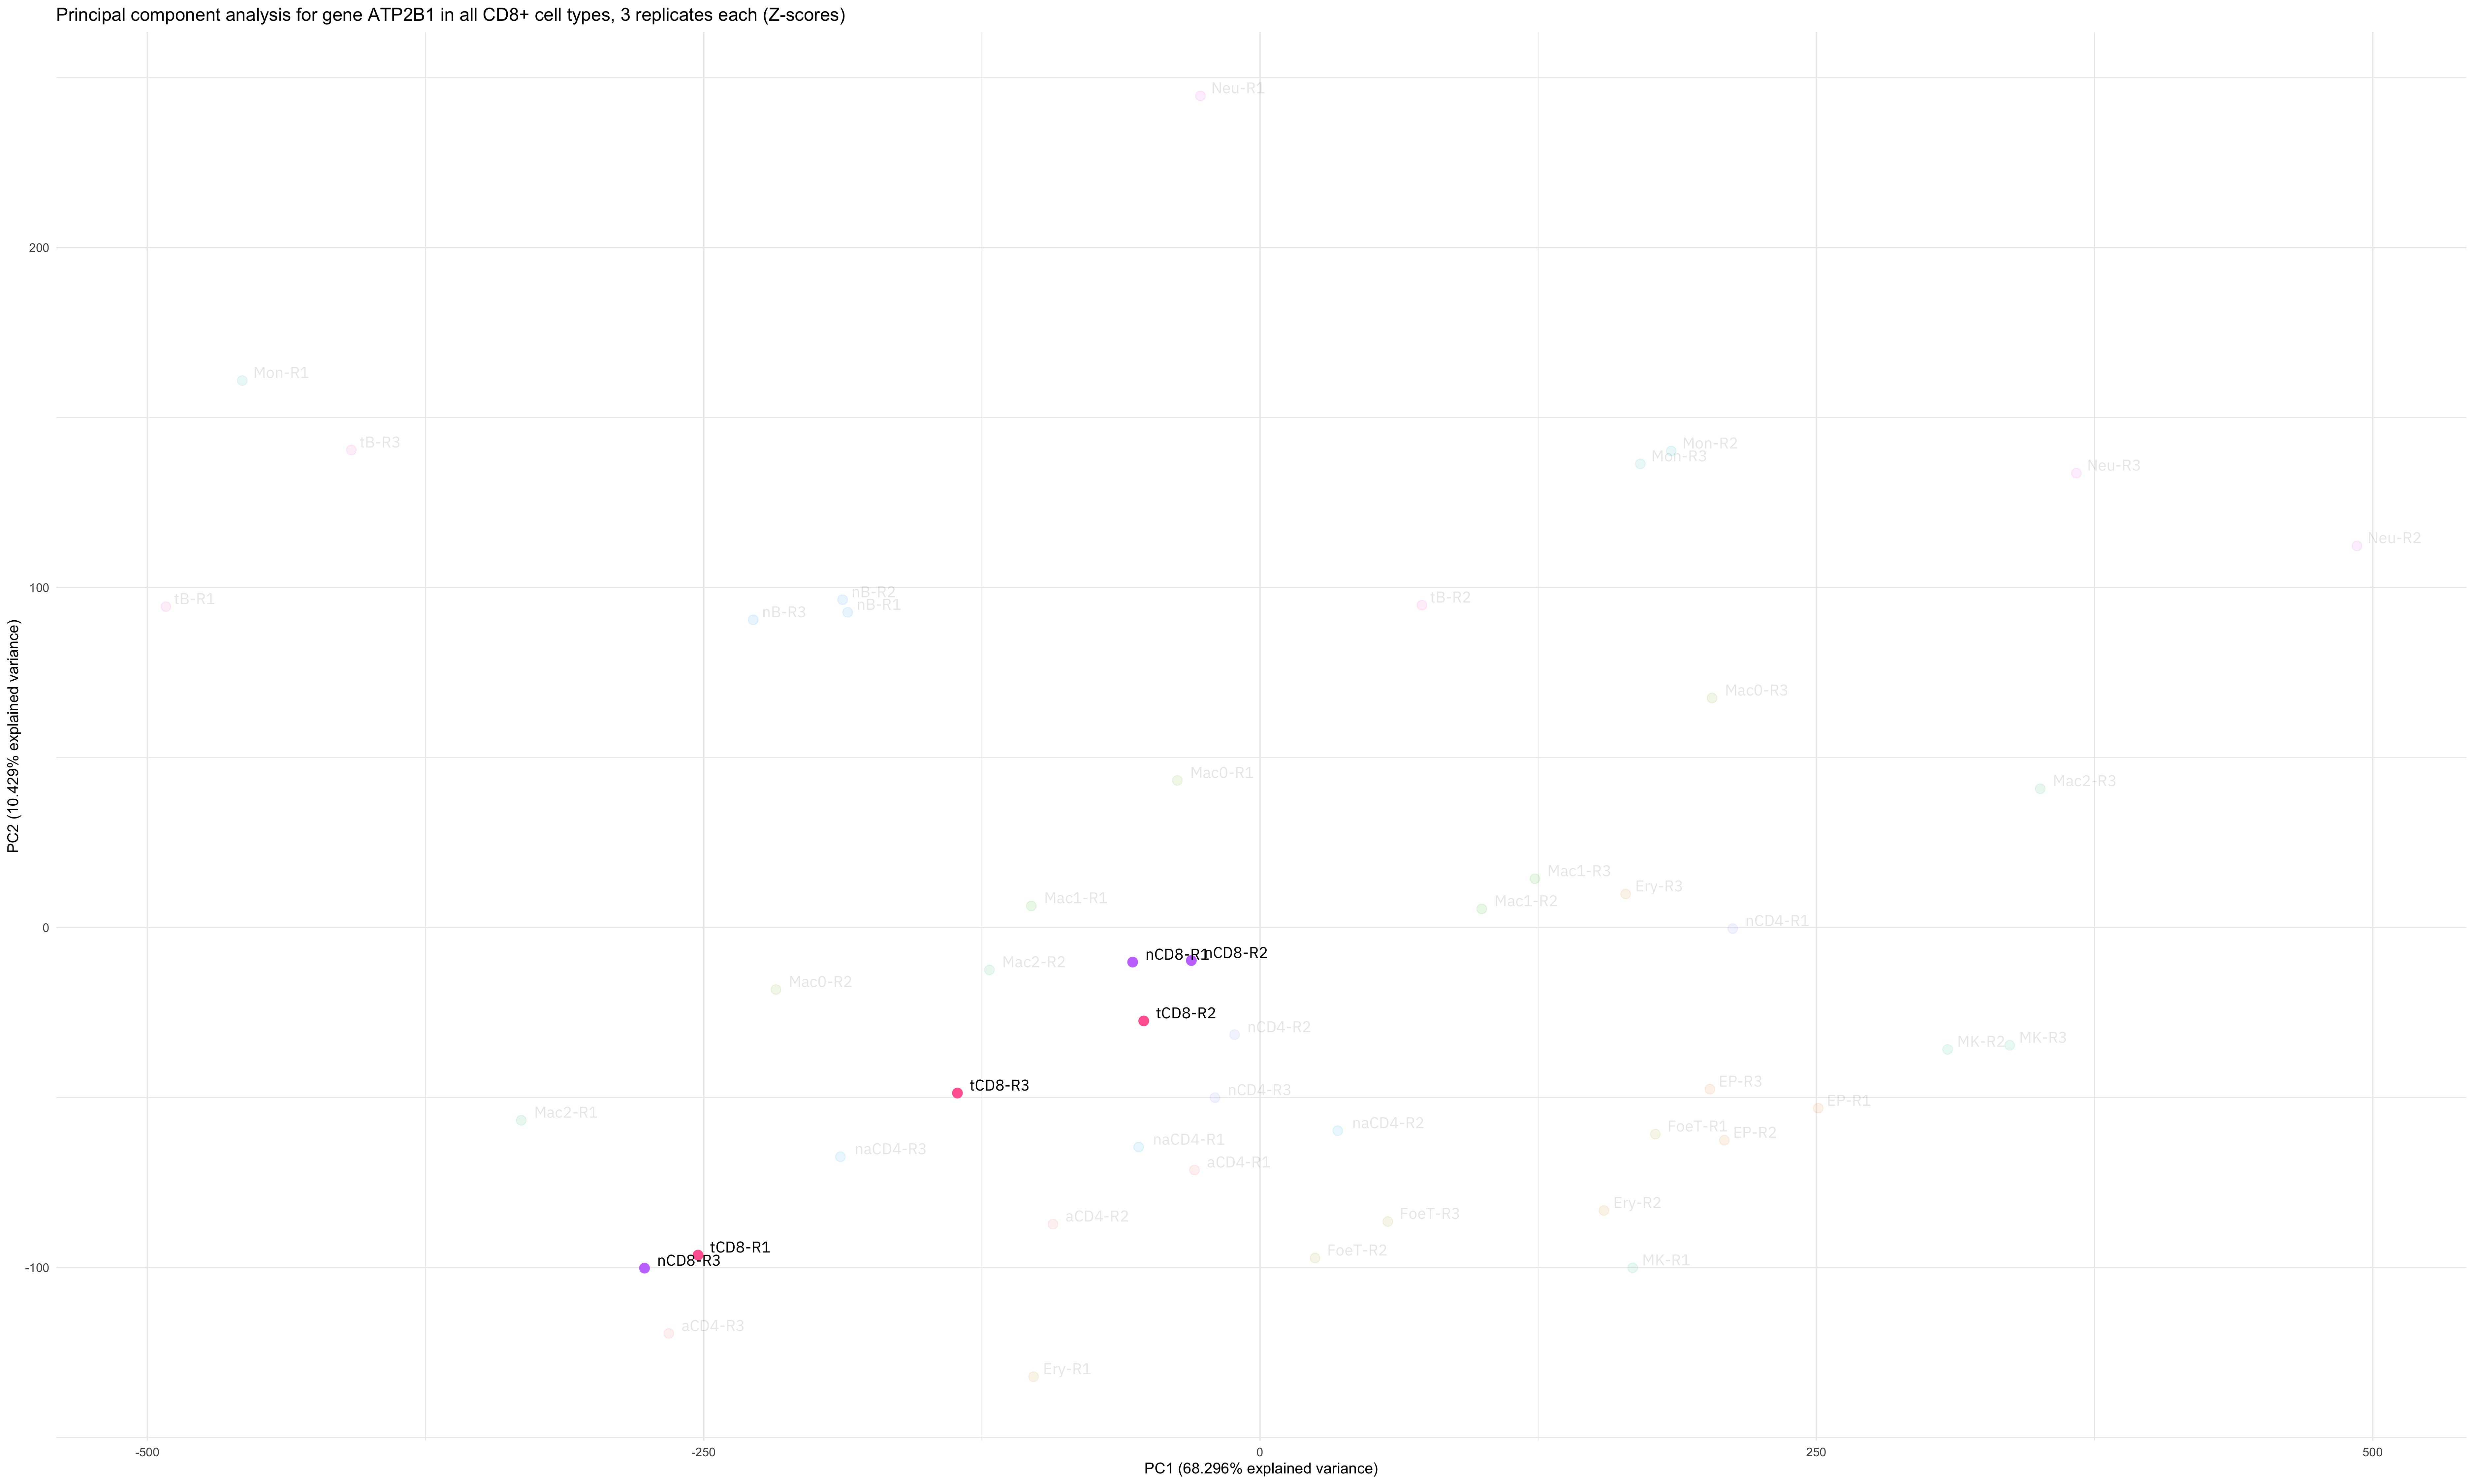 Principal component analysis for gene ATP2B1 in all CD8+ cell types, 3 replicates each (Z-scores)
Neu-R1
200
Mon-R1
tB-R3
Mon-R2
Mon-R3
Neu-R3
Neu-R2
100
tB-R1
nB-R2
nB-R1
nB-R3
tB-R2
Mac0-R3
Mac0-R1
Mac2-R3
Mac1-R3
Ery-R3
Mac1-R1
Mac1-R2
0
nCD4-R1
nCD8-R1
nCD8-R2
Mac2-R2
Mac0-R2
tCD8-R2
nCD4-R2
MK-R2
MK-R3
tCD8-R3
nCD4-R3
EP-R3
EP-R1
Mac2-R1
naCD4-R2
FoeT-R1
EP-R2
naCD4-R3
naCD4-R1
aCD4-R1
Ery-R2
aCD4-R2
FoeT-R3
tCD8-R1
FoeT-R2
nCD8-R3
MK-R1
-100
aCD4-R3
Ery-R1
-500
-250
0
250
500
PC1 (68.296% explained variance)
PC2 (10.429% explained variance)